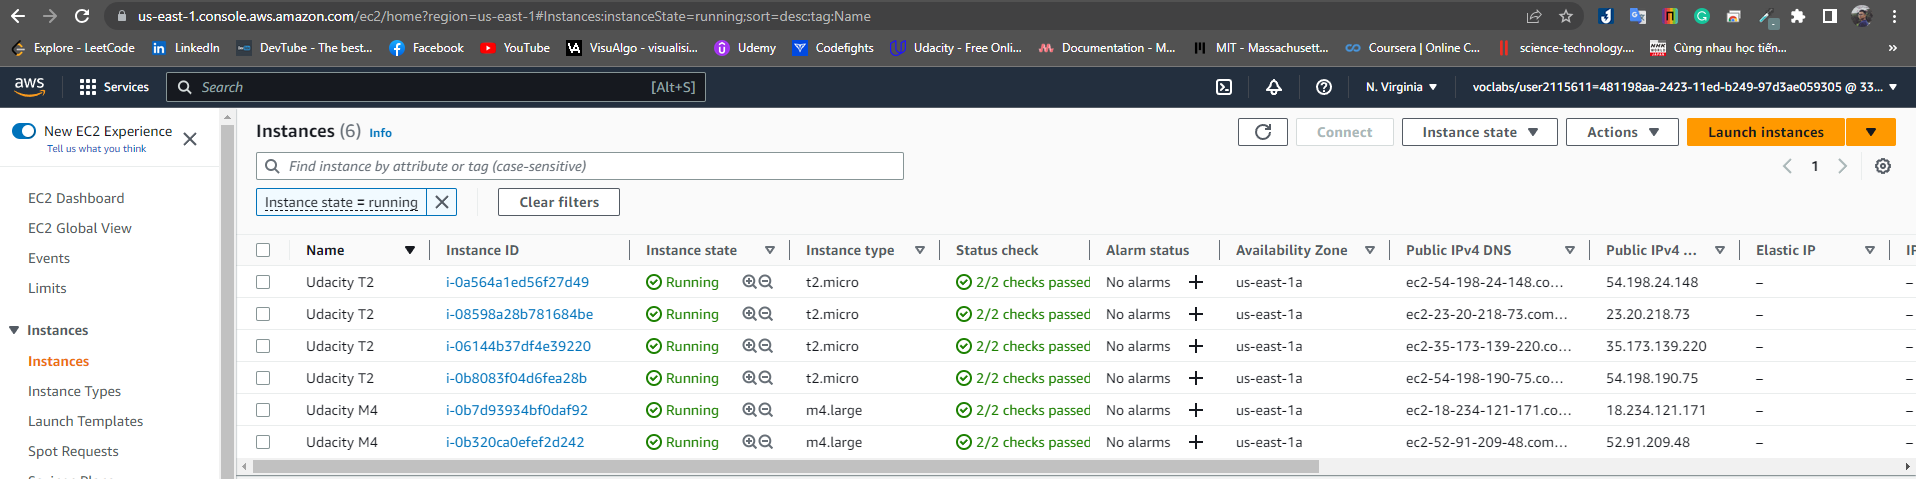 us-east-1.console.aws.amazon.com/ec2/home?region=us-east-1#Instances:instanceState=running;sort=desc:tag:Name
Explore - LeetCode LinkedIn DevTube - The best... Facebook YouTube VisuAlgo - visualisi... Udemy Codefights Udacity - Free Onli... Documentation - M... MIT - Massachusett... Coursera | Online C... science-technology.... Cùng nhau học tiến... »
aws Services Search [Alt+S] N. Virginia voclabs/user2115611=481198aa-2423-11ed-b249-97d3ae059305 @ 33...
New EC2 Experience
Tell us what you think
EC2 Dashboard
EC2 Global View
Events
Limits
Instances
Instances
Instance Types
Launch Templates
Spot Requests
Instances (6) Info
Connect Instance state Actions Launch instances
Find instance by attribute or tag (case-sensitive)
1
Instance state = running Clear filters
Name Instance ID Instance state Instance type Status check Alarm status Availability Zone Public IPv4 DNS Public IPv4 ... Elastic IP
Udacity T2 i-0a564a1ed56f27d49 Running t2.micro 2/2 checks passed No alarms us-east-1a ec2-54-198-24-148.co... 54.198.24.148 – –
Udacity T2 i-08598a28b781684be Running t2.micro 2/2 checks passed No alarms us-east-1a ec2-23-20-218-73.com... 23.20.218.73 – –
Udacity T2 i-06144b37df4e39220 Running t2.micro 2/2 checks passed No alarms us-east-1a ec2-35-173-139-220.co... 35.173.139.220 – –
Udacity T2 i-0b8083f04d6fea28b Running t2.micro 2/2 checks passed No alarms us-east-1a ec2-54-198-190-75.co... 54.198.190.75 – –
Udacity M4 i-0b7d93934bf0daf92 Running m4.large 2/2 checks passed No alarms us-east-1a ec2-18-234-121-171.co... 18.234.121.171 – –
Udacity M4 i-0b320ca0efef2d242 Running m4.large 2/2 checks passed No alarms us-east-1a ec2-52-91-209-48.com... 52.91.209.48 – –